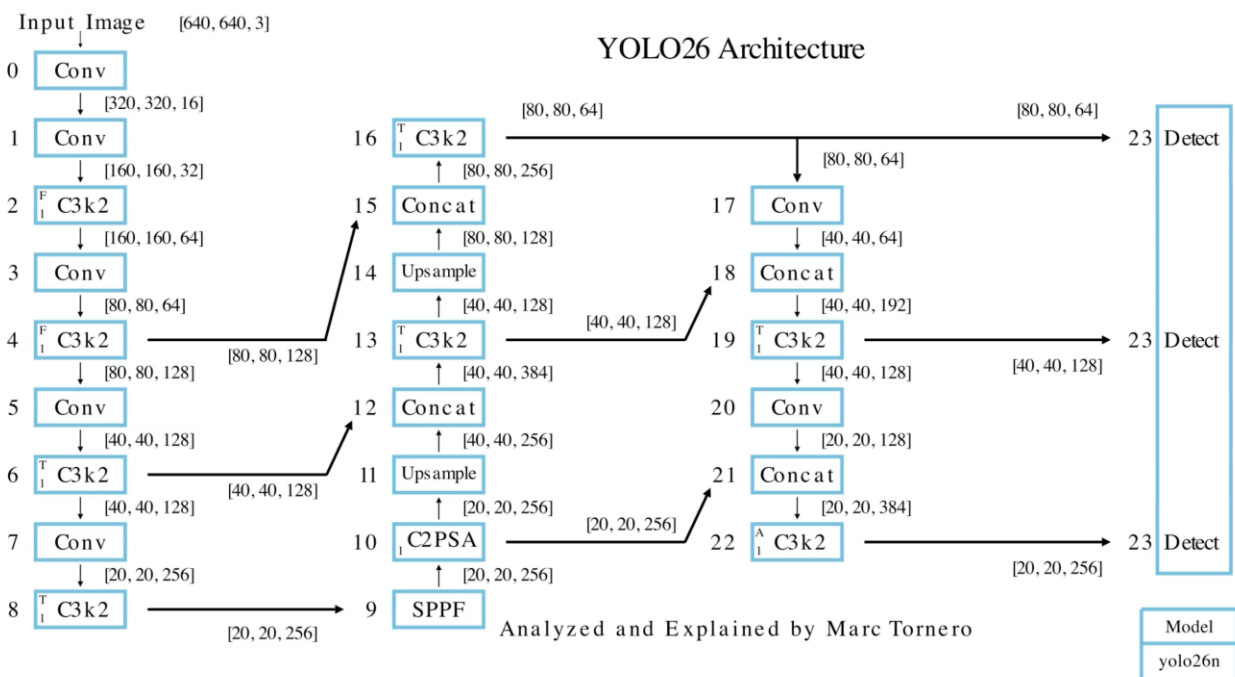 Input Image [640, 640, 3]
YOLO26 Architecture
0 Conv
[320, 320, 16]
1 Conv
[160, 160, 32]
2 F 1 C3k2
[160, 160, 64]
3 Conv
[80, 80, 64]
4 F 1 C3k2
[80, 80, 128]
[80, 80, 128]
5 Conv
[40, 40, 128]
6 T 1 C3k2
[40, 40, 128]
[40, 40, 128]
7 Conv
[20, 20, 256]
8 T 1 C3k2
[20, 20, 256]
16 T 1 C3k2
[80, 80, 256]
15 Concat
[80, 80, 128]
14 Upsample
[40, 40, 128]
13 T 1 C3k2
[40, 40, 384]
12 Concat
[40, 40, 256]
11 Upsample
[20, 20, 256]
10 1 C2PSA
[20, 20, 256]
9 SPPF
[80, 80, 64]
[80, 80, 64]
[80, 80, 64]
17 Conv
[40, 40, 64]
18 Concat
[40, 40, 128]
[40, 40, 192]
19 T 1 C3k2
[40, 40, 128]
[40, 40, 128]
20 Conv
[20, 20, 128]
21 Concat
[20, 20, 256]
[20, 20, 384]
22 A 1 C3k2
[20, 20, 256]
23 Detect
23 Detect
23 Detect
Analyzed and Explained by Marc Tornero
Model
yolo26n